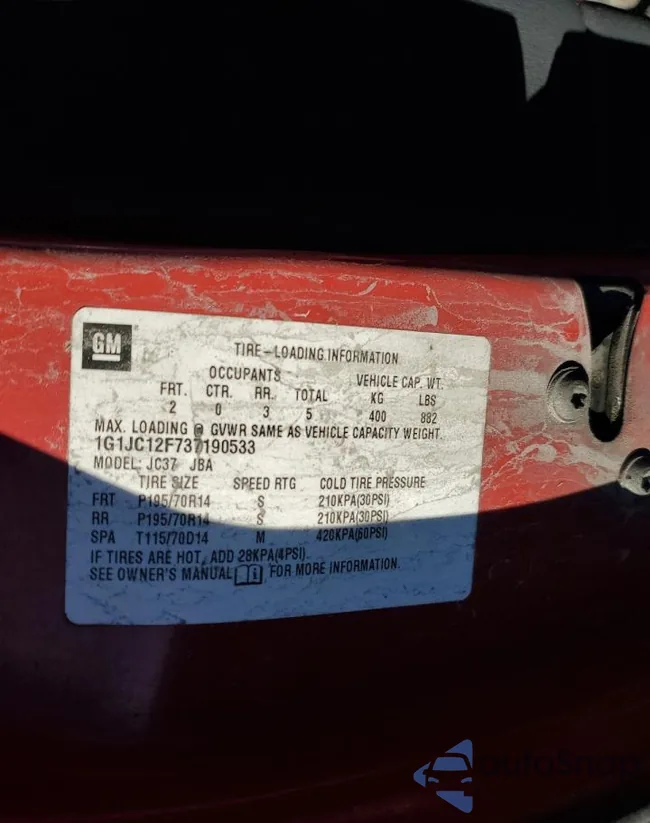 GM
TIRE-LOADING INFORMATION
OCCUPANTS VEHICLE CAP. WT.
FRT. CTR. RR. TOTAL KG LBS
2 0 3 5 400 882
MAX. LOADING @ GVWR SAME AS VEHICLE CAPACITY WEIGHT.
1G1JC12F737190533
MODEL: JC37 JBA
TIRE SIZE SPEED RTG COLD TIRE PRESSURE
FRT P195/70R14 S 210KPA(30PSI)
RR P195/70R14 S 210KPA(30PSI)
SPA T115/70D14 M 420KPA(60PSI)
IF TIRES ARE HOT, ADD 28KPA(4PSI).
SEE OWNER'S MANUAL FOR MORE INFORMATION.